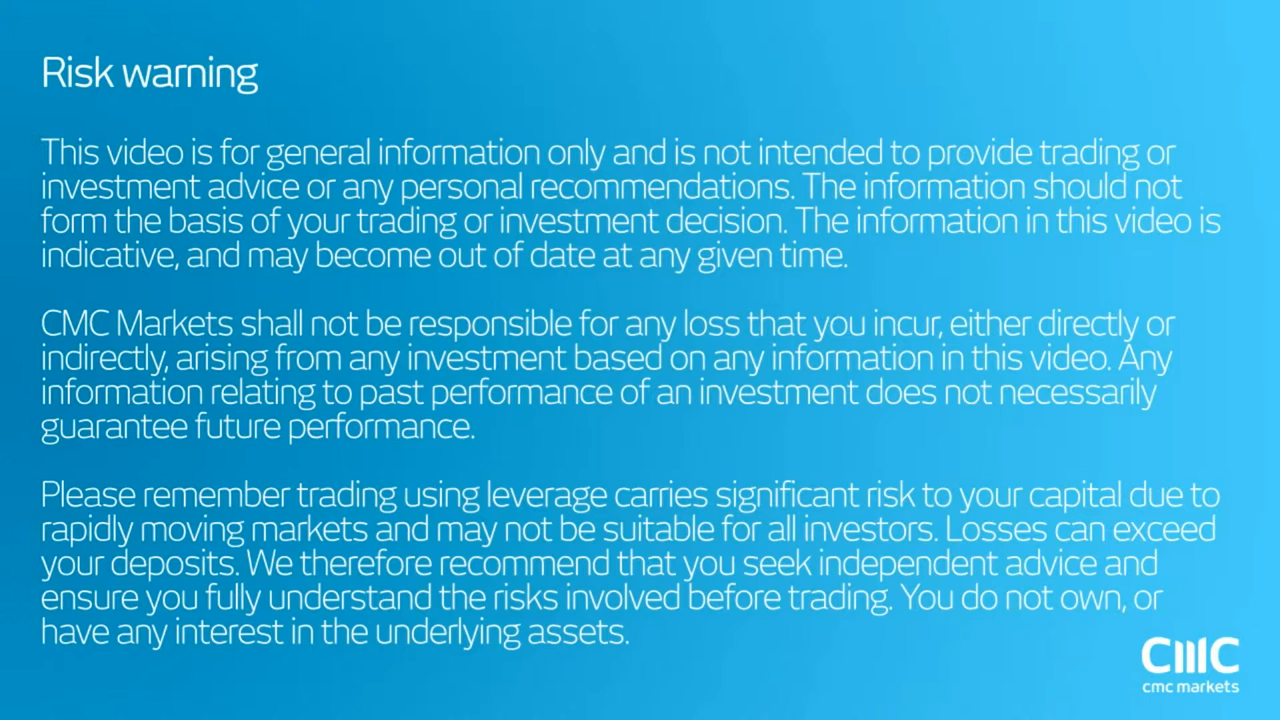 Risk warning
This video is for general information only and is not intended to provide trading or
investment advice or any personal recommendations. The information should not
form the basis of your trading or investment decision. The information in this video is
indicative, and may become out of date at any given time.
CMC Markets shall not be responsible for any loss that you incur, either directly or
indirectly, arising from any investment based on any information in this video. Any
information relating to past performance of an investment does not necessarily
guarantee future performance.
Please remember trading using leverage carries significant risk to your capital due to
rapidly moving markets and may not be suitable for all investors. Losses can exceed
your deposits. We therefore recommend that you seek independent advice and
ensure you fully understand the risks involved before trading. You do not own, or
have any interest in the underlying assets.
CMC
cmc markets